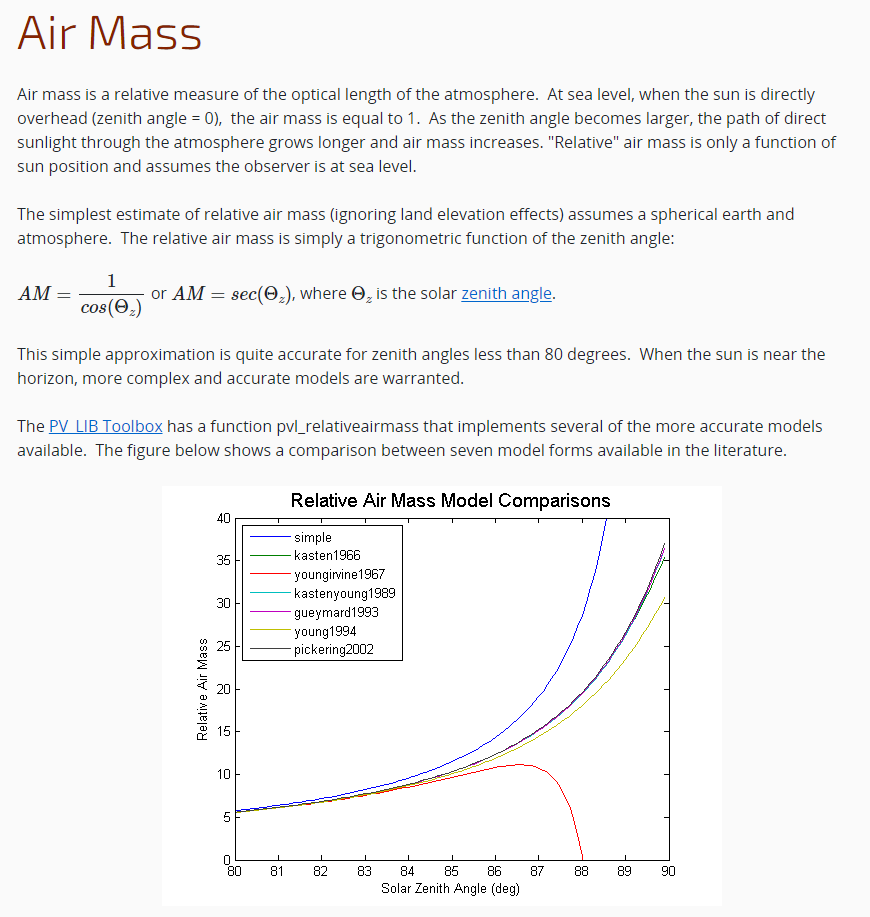 Air Mass
Air mass is a relative measure of the optical length of the atmosphere.  At sea level, when the sun is directly
overhead (zenith angle = 0),  the air mass is equal to 1.  As the zenith angle becomes larger, the path of direct
sunlight through the atmosphere grows longer and air mass increases. "Relative" air mass is only a function of
sun position and assumes the observer is at sea level.
The simplest estimate of relative air mass (ignoring land elevation effects) assumes a spherical earth and
atmosphere.  The relative air mass is simply a trigonometric function of the zenith angle:
AM = 1/cos(Θz) or AM = sec(Θz), where Θz is the solar zenith angle.
This simple approximation is quite accurate for zenith angles less than 80 degrees.  When the sun is near the
horizon, more complex and accurate models are warranted.
The PV_LIB Toolbox has a function pvl_relativeairmass that implements several of the more accurate models
available.  The figure below shows a comparison between seven model forms available in the literature.
Relative Air Mass Model Comparisons
40
35
30
25
20
15
10
5
0
Relative Air Mass
simple
kasten1966
youngirvine1967
kastenyoung1989
gueymard1993
young1994
pickering2002
80 81 82 83 84 85 86 87 88 89 90
Solar Zenith Angle (deg)